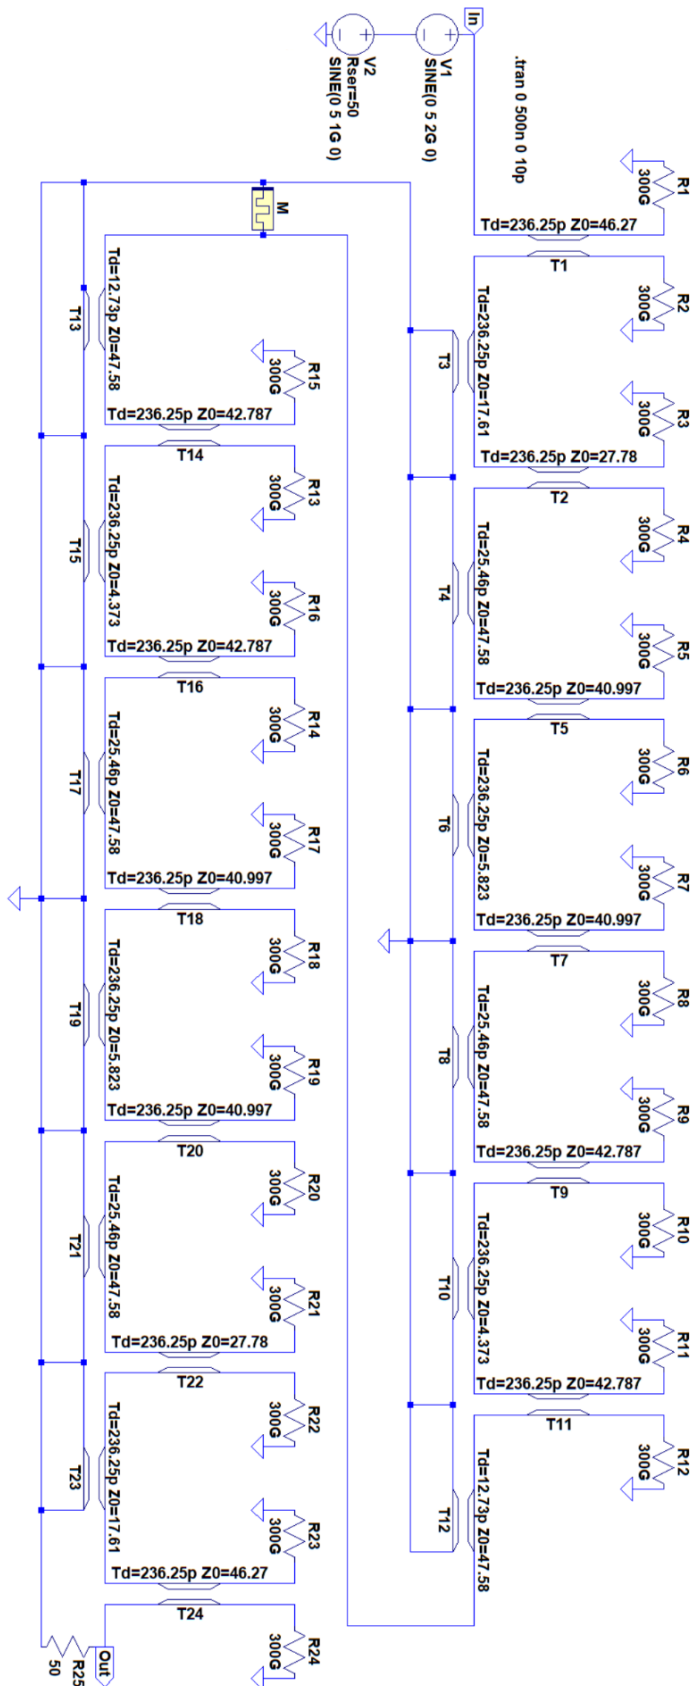 In
V1
SINE(0 5 2G 0)
V2
Rser=50
SINE(0 5 1G 0)
.tran 0 500n 0 10p
R1
300G
Td=236.25p Z0=46.27
T1
R2
300G
T3
Td=236.25p Z0=17.61
R3
300G
Td=236.25p Z0=27.78
T2
R4
300G
T4
Td=25.46p Z0=47.58
R5
300G
Td=236.25p Z0=40.997
T5
R6
300G
T6
Td=236.25p Z0=5.823
R7
300G
Td=236.25p Z0=40.997
T7
R8
300G
T8
Td=25.46p Z0=47.58
R9
300G
Td=236.25p Z0=42.787
T9
R10
300G
T10
Td=236.25p Z0=4.373
R11
300G
Td=236.25p Z0=42.787
T11
R12
300G
T12
Td=12.73p Z0=47.58
M
T13
Td=12.73p Z0=47.58
R15
300G
Td=236.25p Z0=42.787
T14
R13
300G
T15
Td=236.25p Z0=4.373
R16
300G
Td=236.25p Z0=42.787
T16
R14
300G
T17
Td=25.46p Z0=47.58
R17
300G
Td=236.25p Z0=40.997
T18
R18
300G
T19
Td=236.25p Z0=5.823
R19
300G
Td=236.25p Z0=40.997
T20
R20
300G
T21
Td=25.46p Z0=47.58
R21
300G
Td=236.25p Z0=27.78
T22
R22
300G
T23
Td=236.25p Z0=17.61
R23
300G
Td=236.25p Z0=46.27
T24
R24
300G
Out
R25
50